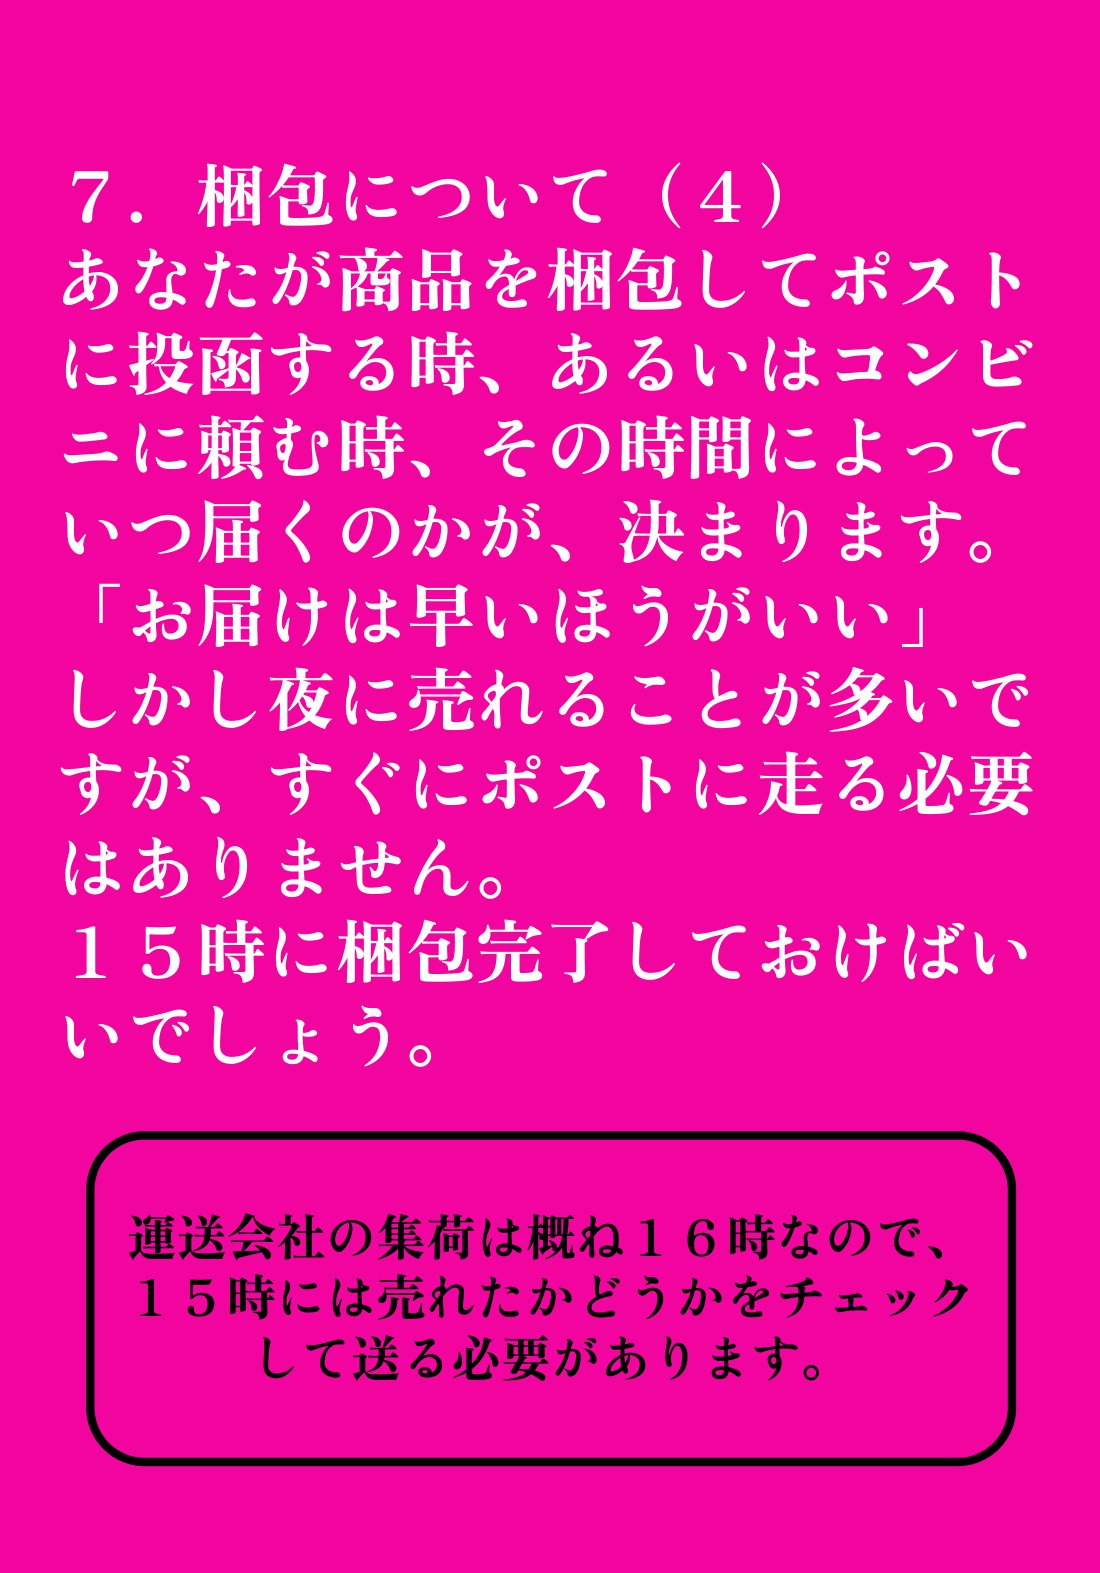 ７．梱包について（４）
あなたが商品を梱包してポスト
に投函する時、あるいはコンビ
ニに頼む時、その時間によって
いつ届くのかが、決まります。
「お届けは早いほうがいい」
しかし夜に売れることが多いで
すが、すぐにポストに走る必要
はありません。
１５時に梱包完了しておけばい
いでしょう。
運送会社の集荷は概ね１６時なので、
１５時には売れたかどうかをチェック
して送る必要があります。